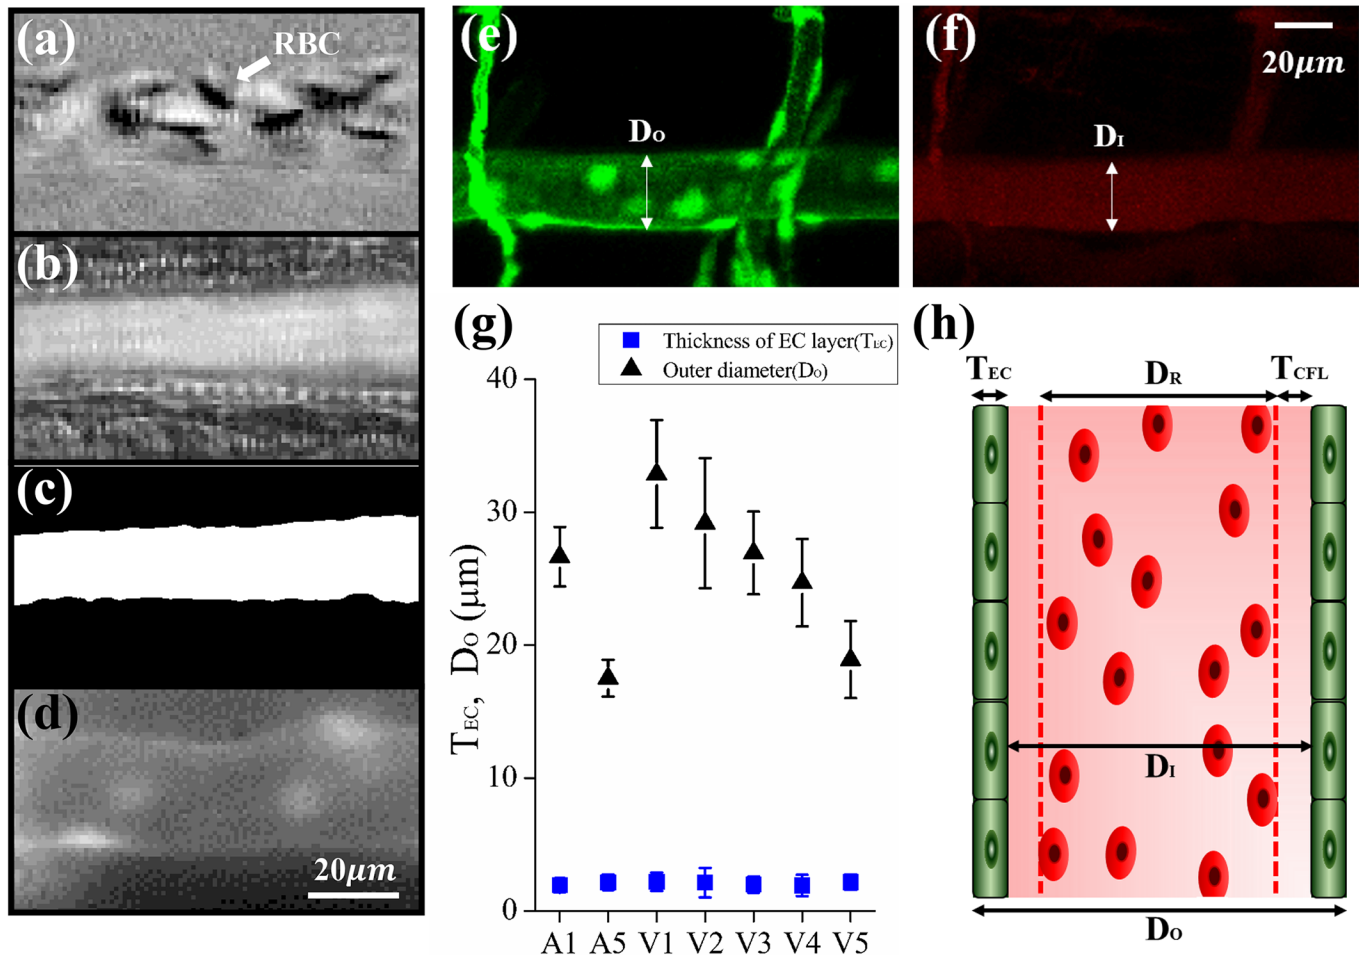 (a)
RBC
(b)
(c)
(d)
20μm
(e)
Do
(f)
20μm
DI
(g)
Thickness of EC layer(TEC)
Outer diameter(Do)
TEC, Do (μm)
40
30
20
10
0
A1 A5 V1 V2 V3 V4 V5
(h)
TEC DR TCFL
DI
Do